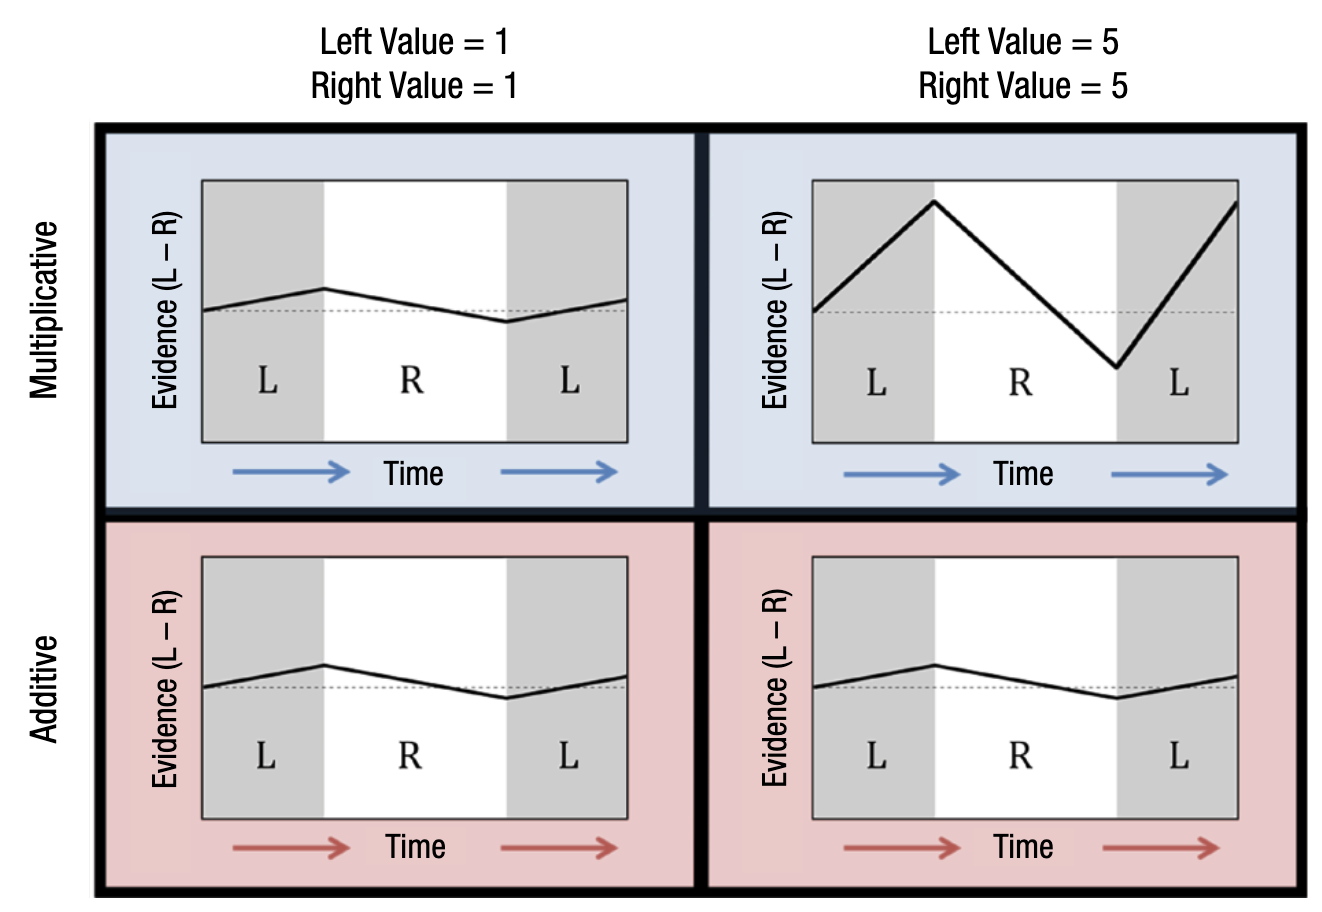 Left Value = 1
Right Value = 1
Left Value = 5
Right Value = 5
Multiplicative
Evidence (L – R)
L R L
Time
Evidence (L – R)
L R L
Time
Additive
Evidence (L – R)
L R L
Time
Evidence (L – R)
L R L
Time